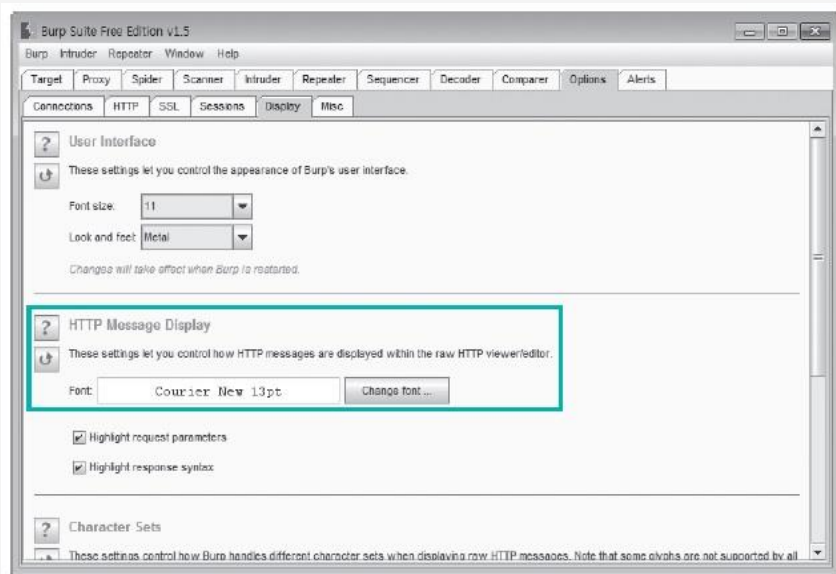 Burp Suite Free Edition v1.5
Burp Intruder Repeater Window Help
Target Proxy Spider Scanner Intruder Repeater Sequencer Decoder Comparer Options Alerts
Connections HTTP SSL Sessions Display Misc
? User Interface
These settings let you control the appearance of Burp's user interface.
Font size: 11
Look and feel: Metal
Changes will take effect when Burp is restarted.
? HTTP Message Display
These settings let you control how HTTP messages are displayed within the raw HTTP viewer/editor.
Font: Courier New 13pt Change font ...
Highlight request parameters
Highlight response syntax
? Character Sets
These settings control how Burp handles different character sets when displaying raw HTTP messages. Note that some glyphs are not supported by all